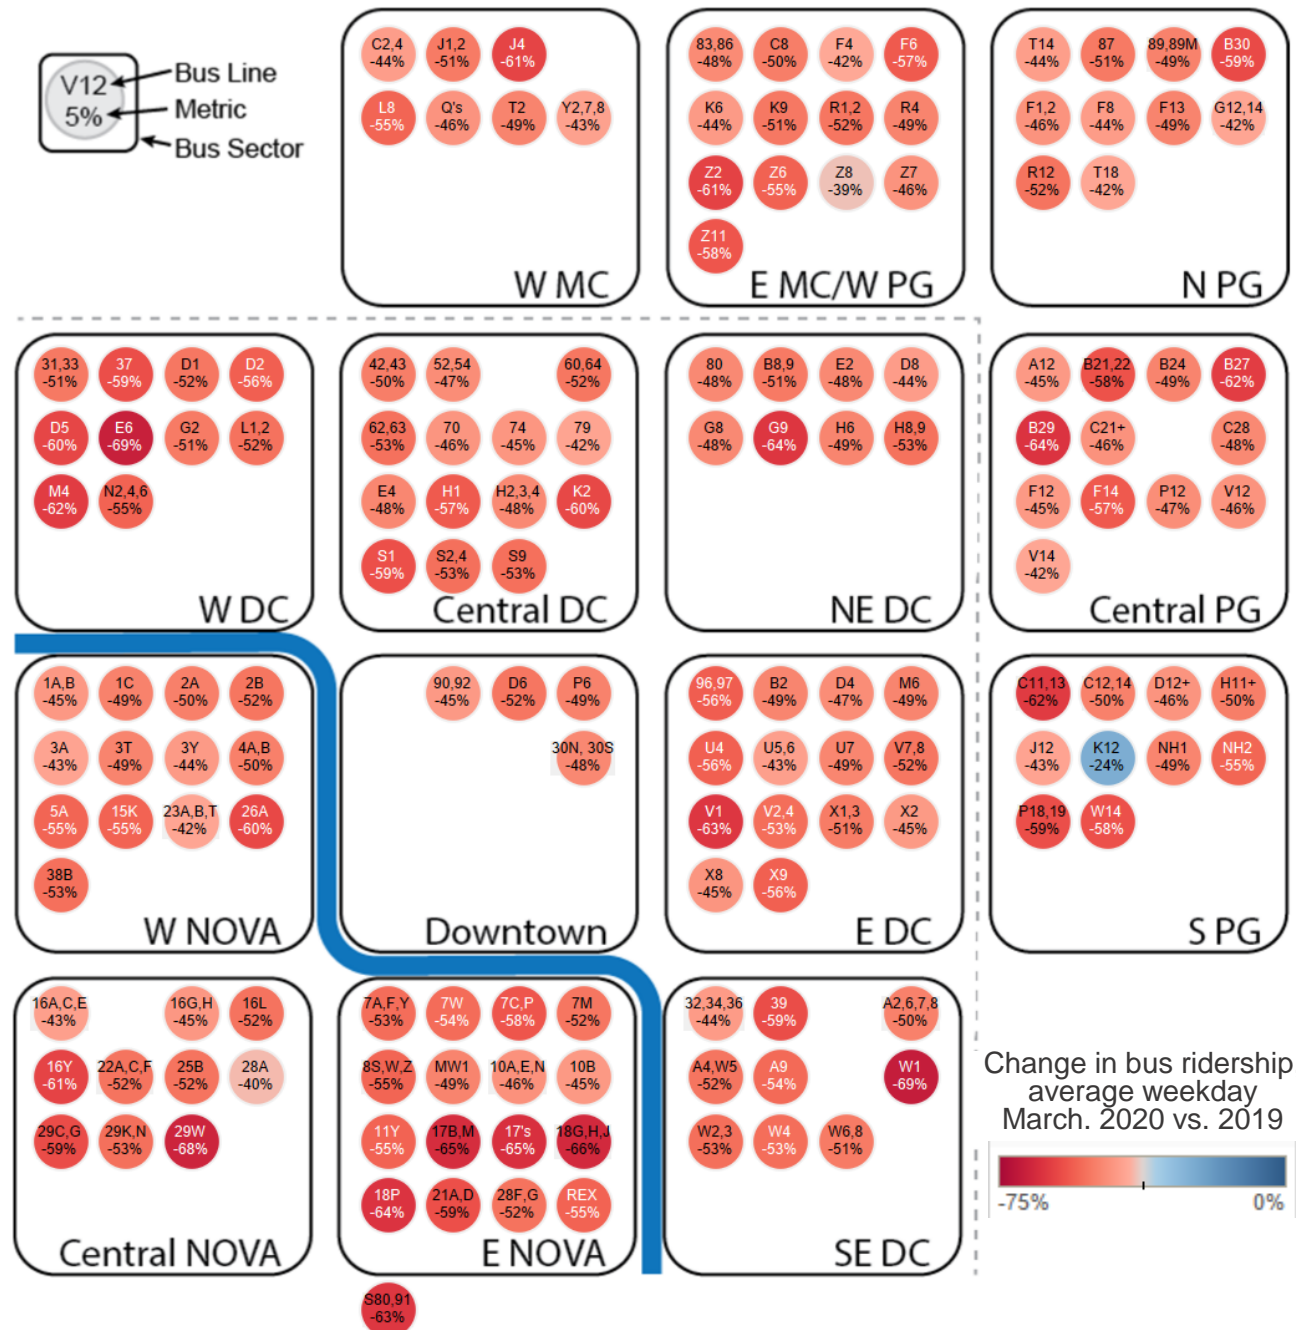 V12
5%
Bus Line
Metric
Bus Sector
C2,4
-44%
J1,2
-51%
J4
-61%
L8
-55%
Q's
-46%
T2
-49%
Y2,7,8
-43%
W MC
83,86
-48%
C8
-50%
F4
-42%
F6
-57%
K6
-44%
K9
-51%
R1,2
-52%
R4
-49%
Z2
-61%
Z6
-55%
Z8
-39%
Z7
-46%
Z11
-58%
E MC/W PG
T14
-44%
87
-51%
89,89M
-49%
B30
-59%
F1,2
-46%
F8
-44%
F13
-49%
G12,14
-42%
R12
-52%
T18
-42%
N PG
31,33
-51%
37
-59%
D1
-52%
D2
-56%
D5
-60%
E6
-69%
G2
-51%
L1,2
-52%
M4
-62%
N2,4,6
-55%
W DC
42,43
-50%
52,54
-47%
60,64
-52%
62,63
-53%
70
-46%
74
-45%
79
-42%
E4
-48%
H1
-57%
H2,3,4
-48%
K2
-60%
S1
-59%
S2,4
-53%
S9
-53%
Central DC
80
-48%
B8,9
-51%
E2
-48%
D8
-44%
G8
-48%
G9
-64%
H6
-49%
H8,9
-53%
NE DC
A12
-45%
B21,22
-58%
B24
-49%
B27
-62%
B29
-64%
C21+
-46%
C28
-48%
F12
-45%
F14
-57%
P12
-47%
V12
-46%
V14
-42%
Central PG
1A,B
-45%
1C
-49%
2A
-50%
2B
-52%
3A
-43%
3T
-49%
3Y
-44%
4A,B
-50%
5A
-55%
15K
-55%
23A,B,T
-42%
26A
-60%
38B
-53%
W NOVA
90,92
-45%
D6
-52%
P6
-49%
30N, 30S
-48%
Downtown
96,97
-56%
B2
-49%
D4
-47%
M6
-49%
U4
-56%
U5,6
-43%
U7
-49%
V7,8
-52%
V1
-63%
V2,4
-53%
X1,3
-51%
X2
-45%
X8
-45%
X9
-56%
E DC
C11,13
-62%
C12,14
-50%
D12+
-46%
H11+
-50%
J12
-43%
K12
-24%
NH1
-49%
NH2
-55%
P18,19
-59%
W14
-58%
S PG
16A,C,E
-43%
16G,H
-45%
16L
-52%
16Y
-61%
22A,C,F
-52%
25B
-52%
28A
-40%
29C,G
-59%
29K,N
-53%
29W
-68%
Central NOVA
7A,F,Y
-53%
7W
-54%
7C,P
-58%
7M
-52%
8S,W,Z
-55%
MW1
-49%
10A,E,N
-46%
10B
-45%
11Y
-55%
17B,M
-65%
17's
-65%
18G,H,J
-66%
18P
-64%
21A,D
-59%
28F,G
-52%
REX
-55%
E NOVA
S80,91
-63%
32,34,36
-44%
39
-59%
A2,6,7,8
-50%
A4,W5
-52%
A9
-54%
W1
-69%
W2,3
-53%
W4
-53%
W6,8
-51%
SE DC
Change in bus ridership
average weekday
March. 2020 vs. 2019
-75%
0%